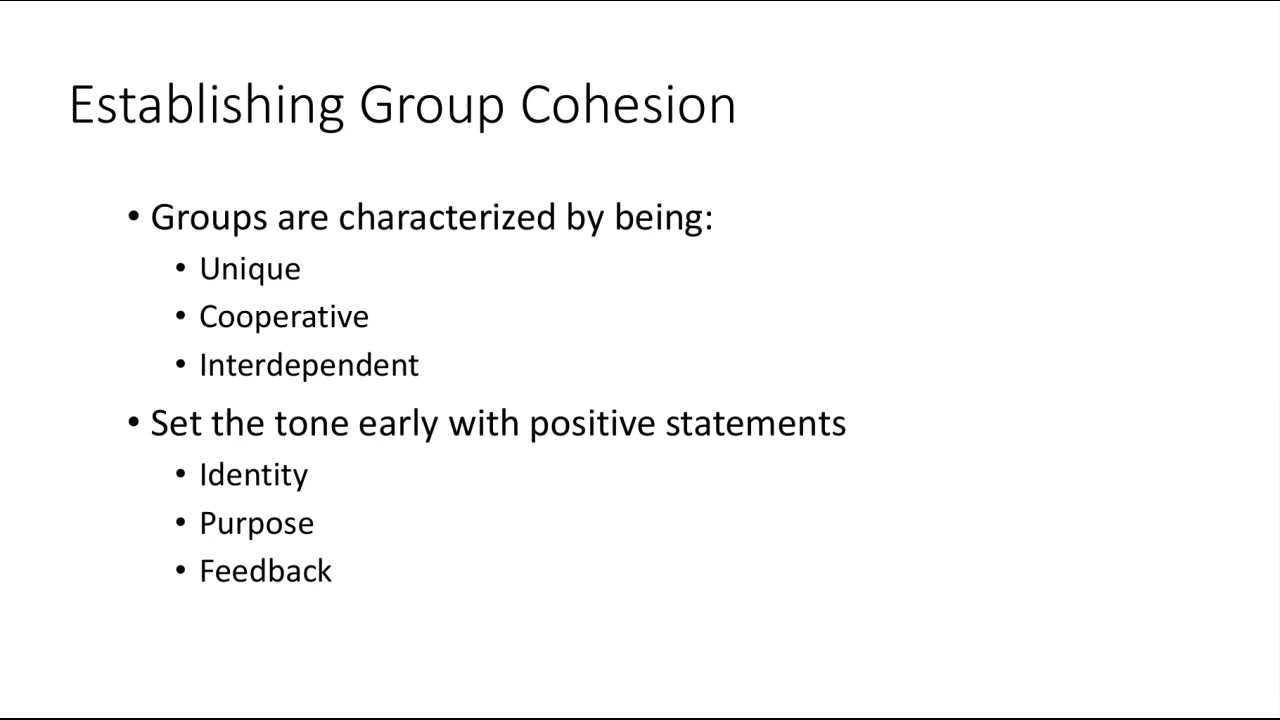 Establishing Group Cohesion
• Groups are characterized by being:
• Unique
• Cooperative
• Interdependent
• Set the tone early with positive statements
• Identity
• Purpose
• Feedback